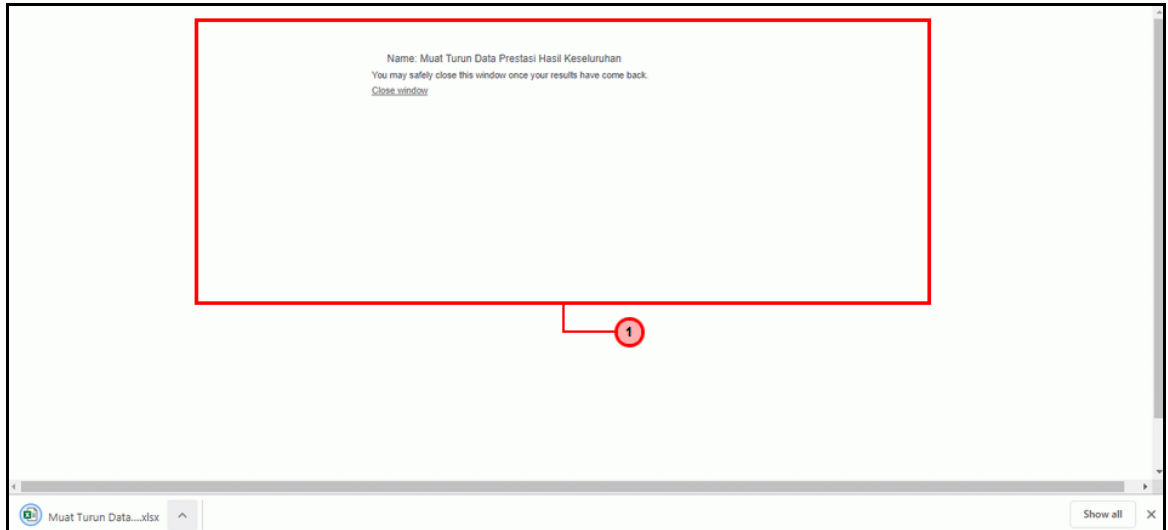 Name: Muat Turun Data Prestasi Hasil Keseluruhan
You may safely close this window once your results have come back.
Close window
1
Muat Turun Data....xlsx
Show all